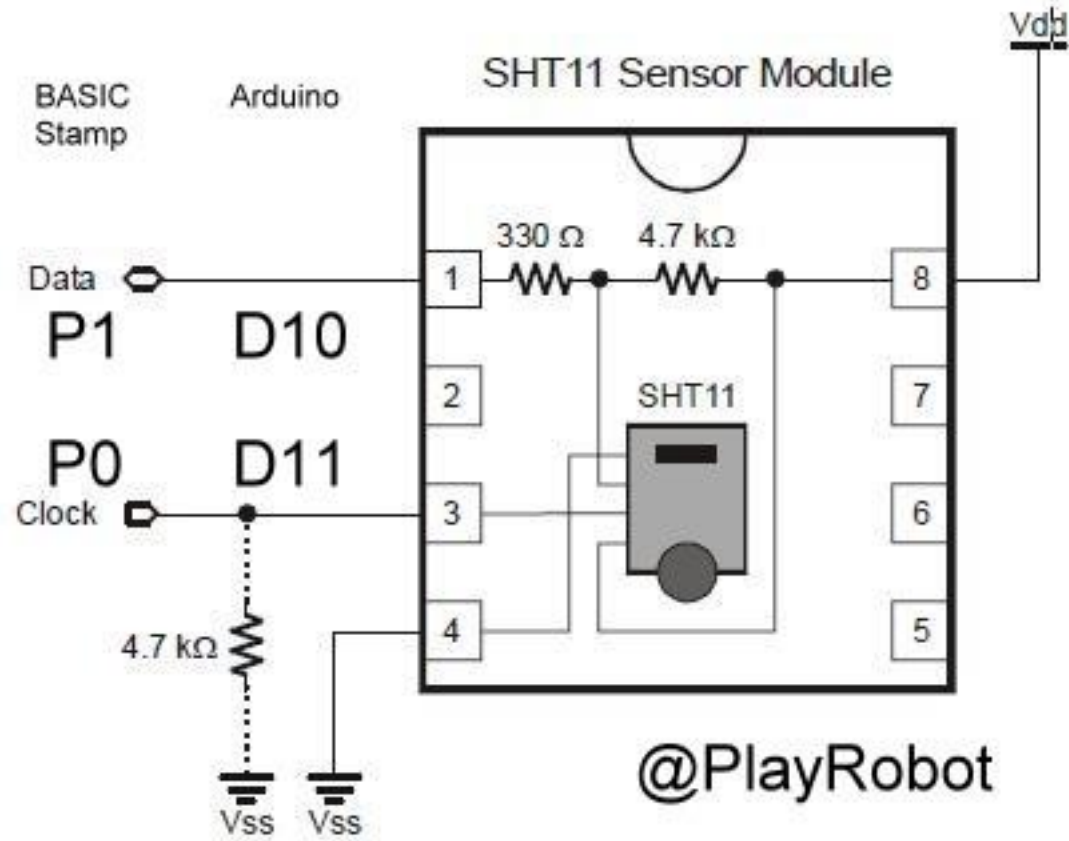 Vdd
SHT11 Sensor Module
BASIC
Stamp
Arduino
330 Ω
4.7 kΩ
Data
1
8
P1
D10
2
SHT11
7
P0
D11
Clock
3
6
4.7 kΩ
4
5
@PlayRobot
Vss
Vss